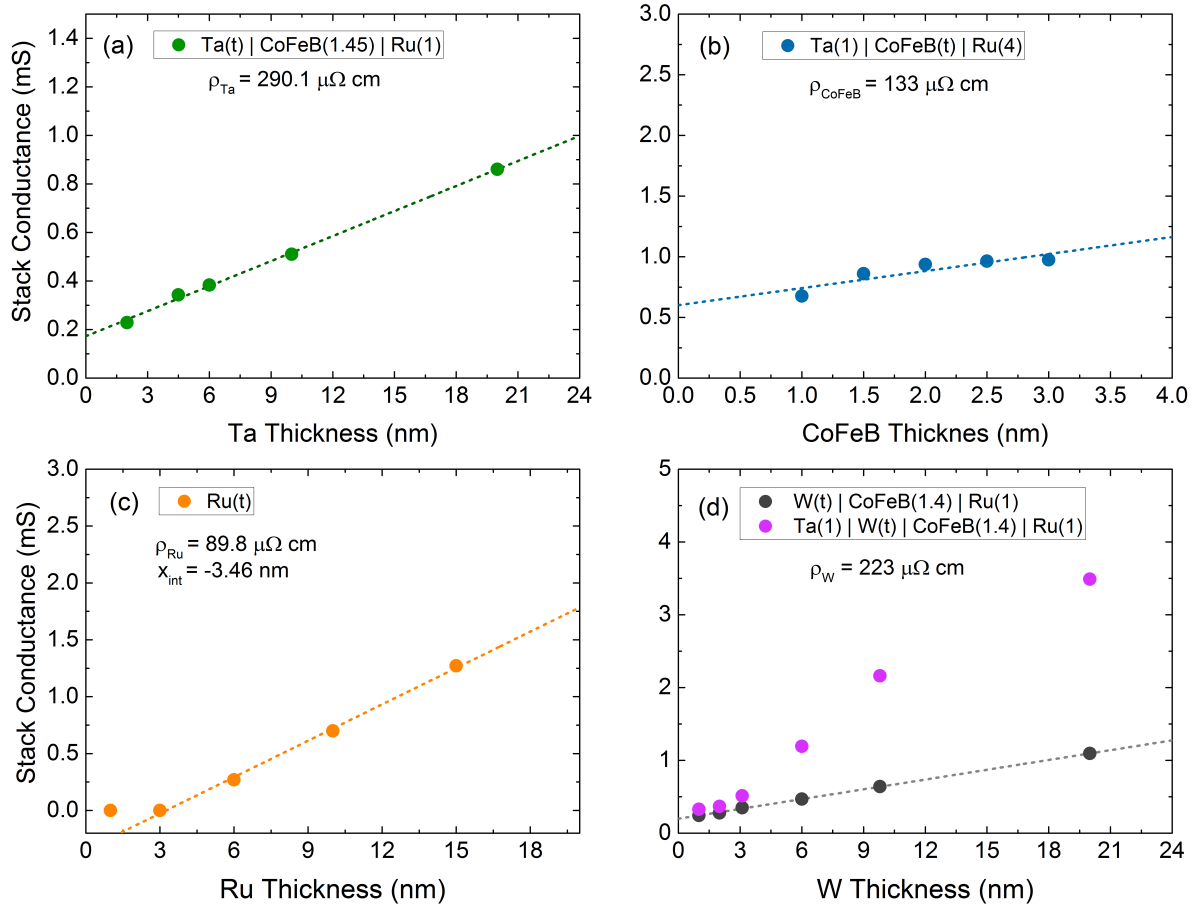 (a)
Ta(t) | CoFeB(1.45) | Ru(1)
ρTa = 290.1 μΩ cm
Stack Conductance (mS)
1.4
1.2
1.0
0.8
0.6
0.4
0.2
0.0
0 3 6 9 12 15 18 21 24
Ta Thickness (nm)
(b)
Ta(1) | CoFeB(t) | Ru(4)
ρCoFeB = 133 μΩ cm
3.0
2.5
2.0
1.5
1.0
0.5
0.0
0.0 0.5 1.0 1.5 2.0 2.5 3.0 3.5 4.0
CoFeB Thicknes (nm)
(c)
Ru(t)
ρRu = 89.8 μΩ cm
xint = -3.46 nm
Stack Conductance (mS)
3.0
2.5
2.0
1.5
1.0
0.5
0.0
0 3 6 9 12 15 18
Ru Thickness (nm)
(d)
W(t) | CoFeB(1.4) | Ru(1)
Ta(1) | W(t) | CoFeB(1.4) | Ru(1)
ρW = 223 μΩ cm
5
4
3
2
1
0
0 3 6 9 12 15 18 21 24
W Thickness (nm)